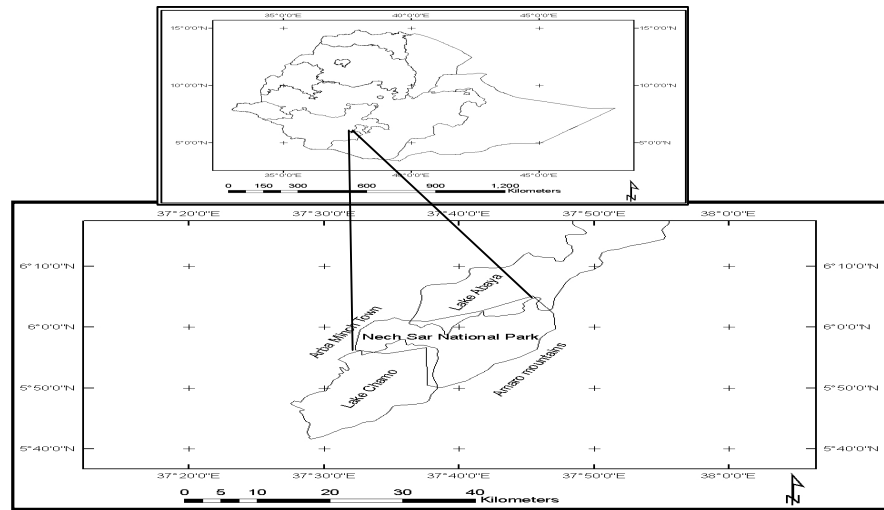 35°0'0"E 40°0'0"E 45°0'0"E
15°0'0"N 15°0'0"N
10°0'0"N 10°0'0"N
5°0'0"N 5°0'0"N
35°0'0"E 40°0'0"E 45°0'0"E
0 150 300 600 900 1,200
Kilometers
N
37°20'0"E 37°30'0"E 37°40'0"E 37°50'0"E 38°0'0"E
6°10'0"N 6°10'0"N
Lake Abaya
Arba Minch Town
6°0'0"N 6°0'0"N
Nech Sar National Park
Amaro mountains
Lake Chamo
5°50'0"N 5°50'0"N
5°40'0"N 5°40'0"N
37°20'0"E 37°30'0"E 37°40'0"E 37°50'0"E 38°0'0"E
0 5 10 20 30 40
Kilometers
N